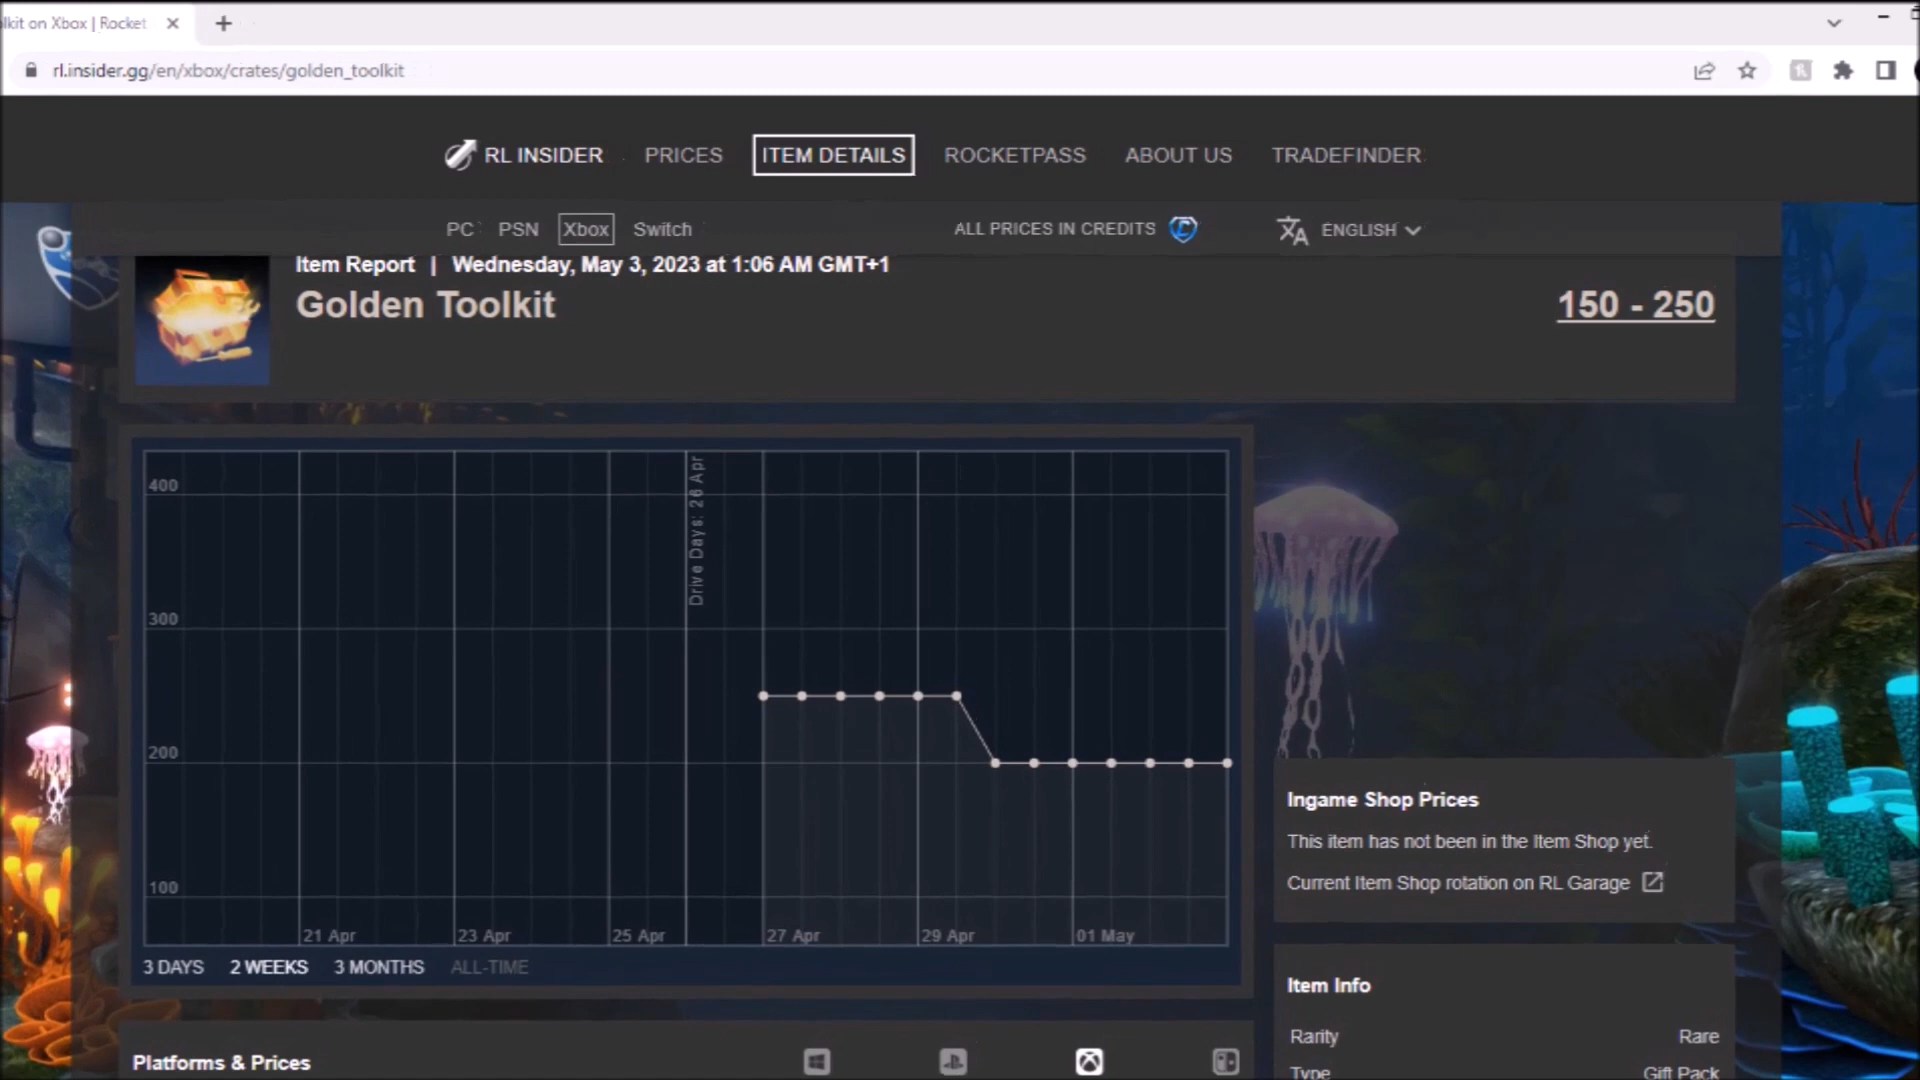 lkit on Xbox | Rocket
rl.insider.gg/en/xbox/crates/golden_toolkit
RL INSIDER PRICES ITEM DETAILS ROCKETPASS ABOUT US TRADEFINDER
PC PSN Xbox Switch ALL PRICES IN CREDITS ENGLISH
Item Report | Wednesday, May 3, 2023 at 1:06 AM GMT+1
Golden Toolkit 150 - 250
400
300
200
100
Drive Days: 26 Apr
21 Apr 23 Apr 25 Apr 27 Apr 29 Apr 01 May
3 DAYS 2 WEEKS 3 MONTHS ALL-TIME
Ingame Shop Prices
This item has not been in the Item Shop yet.
Current Item Shop rotation on RL Garage
Item Info
Rarity Rare
Type Gift Pack
Platforms & Prices